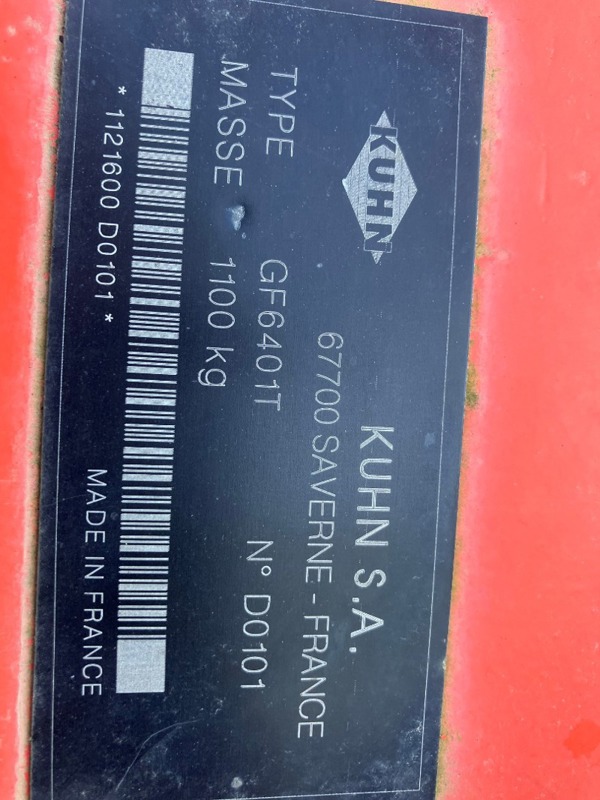 KUHN
KUHN S.A.
67700 SAVERNE - FRANCE
TYPE GF6401T N° D0101
MASSE 1100 kg
* 1121600 D0101 *
MADE IN FRANCE